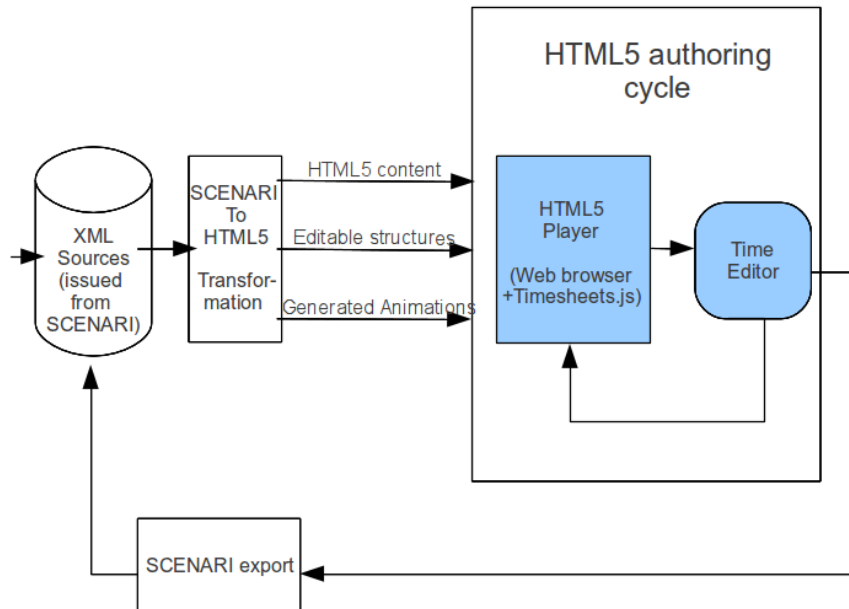 HTML5 authoring
cycle
XML
Sources
(issued
from
SCENARI)
SCENARI
To
HTML5
Transfor-
mation
HTML5 content
Editable structures
Generated Animations
HTML5
Player
(Web browser
+Timesheets.js)
Time
Editor
SCENARI export